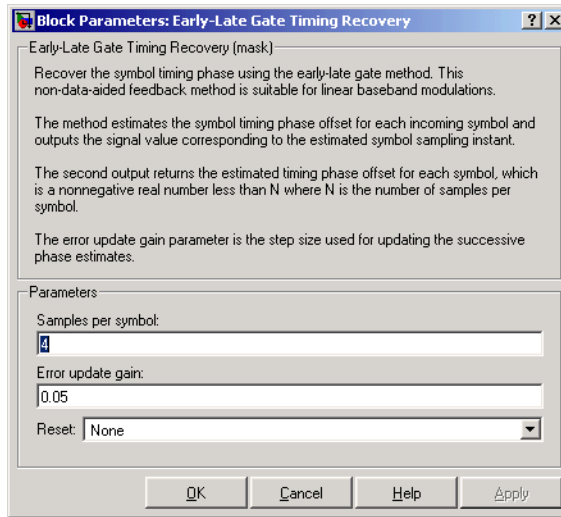 Block Parameters: Early-Late Gate Timing Recovery
Early-Late Gate Timing Recovery (mask)
Recover the symbol timing phase using the early-late gate method. This
non-data-aided feedback method is suitable for linear baseband modulations.
The method estimates the symbol timing phase offset for each incoming symbol and
outputs the signal value corresponding to the estimated symbol sampling instant.
The second output returns the estimated timing phase offset for each symbol, which
is a nonnegative real number less than N where N is the number of samples per
symbol.
The error update gain parameter is the step size used for updating the successive
phase estimates.
Parameters
Samples per symbol:
4
Error update gain:
0.05
Reset: None
OK Cancel Help Apply